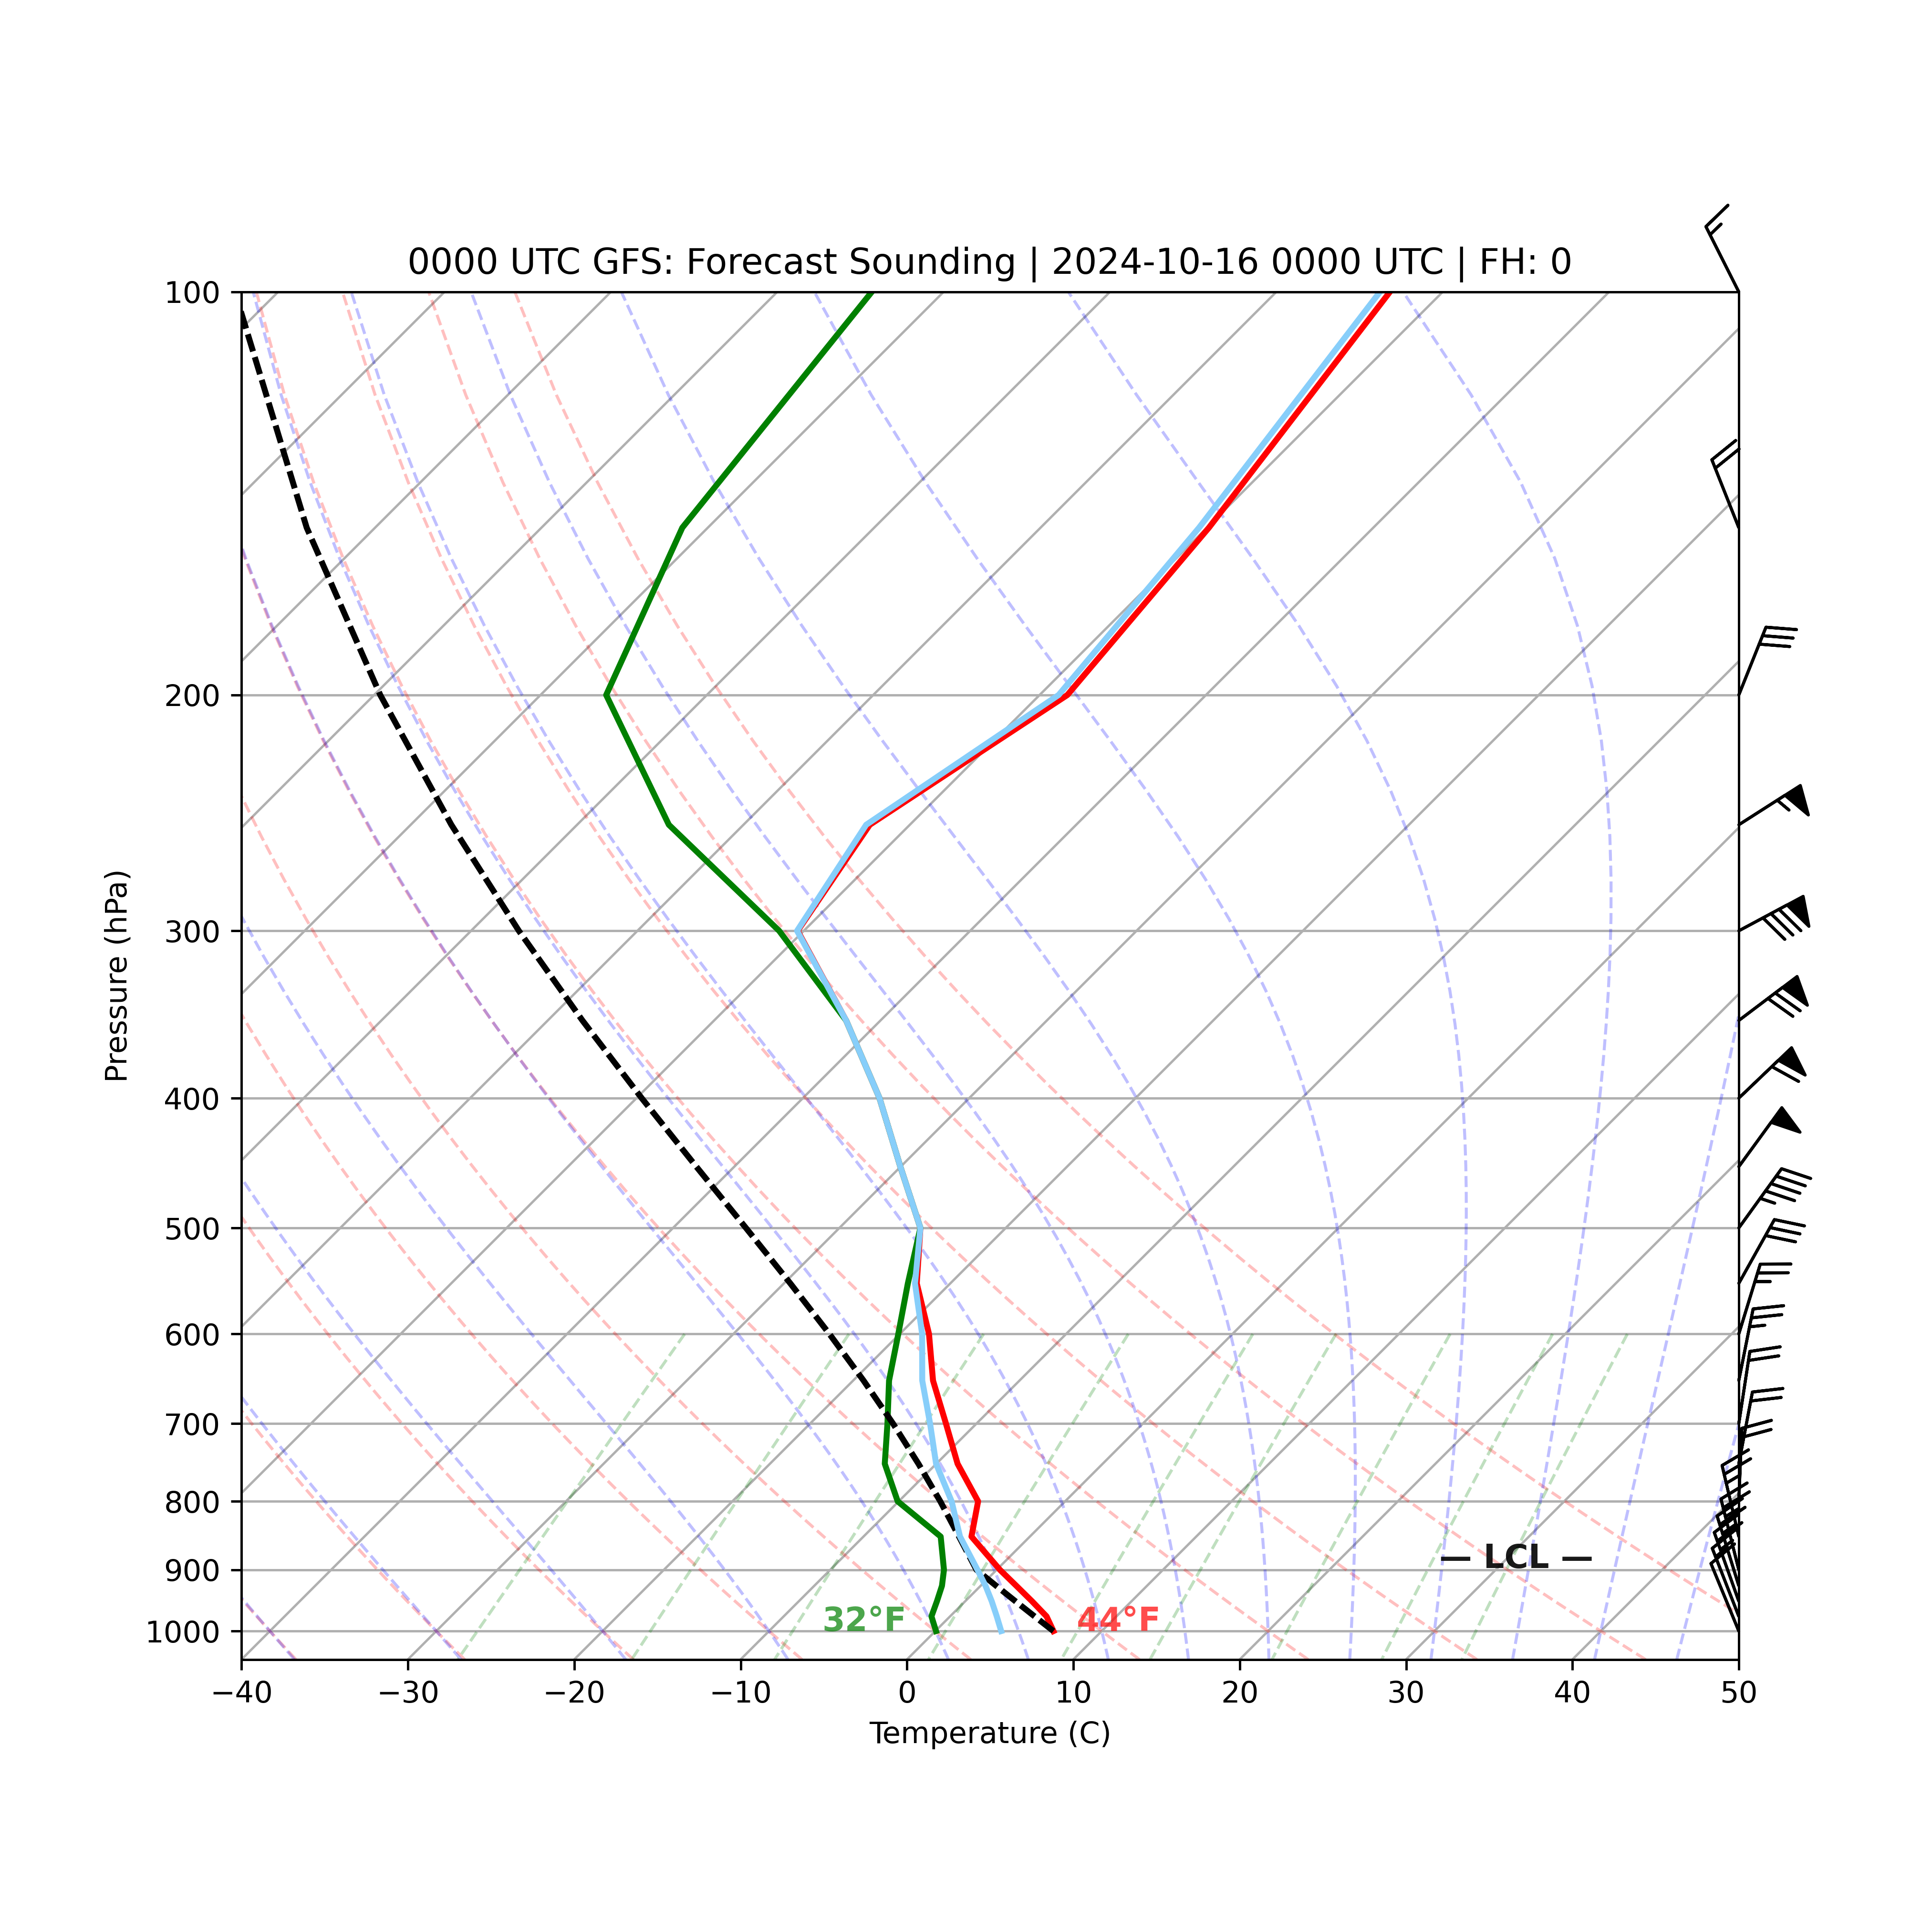 0000 UTC GFS: Forecast Sounding | 2024-10-16 0000 UTC | FH: 0
100
200
300
400
500
600
700
800
900
1000
Pressure (hPa)
— LCL —
32°F
44°F
−40 −30 −20 −10 0 10 20 30 40 50
Temperature (C)